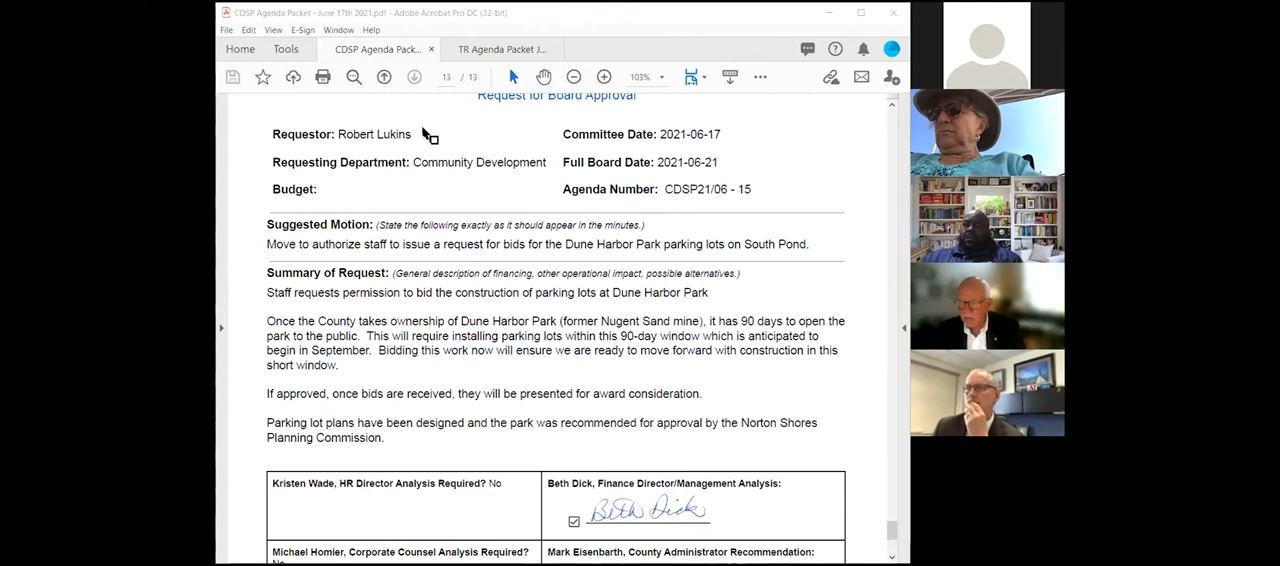 CDSP Agenda Packet - June 17th 2021.pdf - Adobe Acrobat Pro DC (32-bit)
File Edit View E-Sign Window Help
Home Tools CDSP Agenda Pack... × TR Agenda Packet J...
13 / 13 103%
Request for Board Approval
Requestor: Robert Lukins Committee Date: 2021-06-17
Requesting Department: Community Development Full Board Date: 2021-06-21
Budget: Agenda Number: CDSP21/06 - 15
Suggested Motion: (State the following exactly as it should appear in the minutes.)
Move to authorize staff to issue a request for bids for the Dune Harbor Park parking lots on South Pond.
Summary of Request: (General description of financing, other operational impact, possible alternatives.)
Staff requests permission to bid the construction of parking lots at Dune Harbor Park
Once the County takes ownership of Dune Harbor Park (former Nugent Sand mine), it has 90 days to open the
park to the public. This will require installing parking lots within this 90-day window which is anticipated to
begin in September. Bidding this work now will ensure we are ready to move forward with construction in this
short window.
If approved, once bids are received, they will be presented for award consideration.
Parking lot plans have been designed and the park was recommended for approval by the Norton Shores
Planning Commission.
Kristen Wade, HR Director Analysis Required? No Beth Dick, Finance Director/Management Analysis:
Beth Dick
Michael Homier, Corporate Counsel Analysis Required? Mark Eisenbarth, County Administrator Recommendation:
No